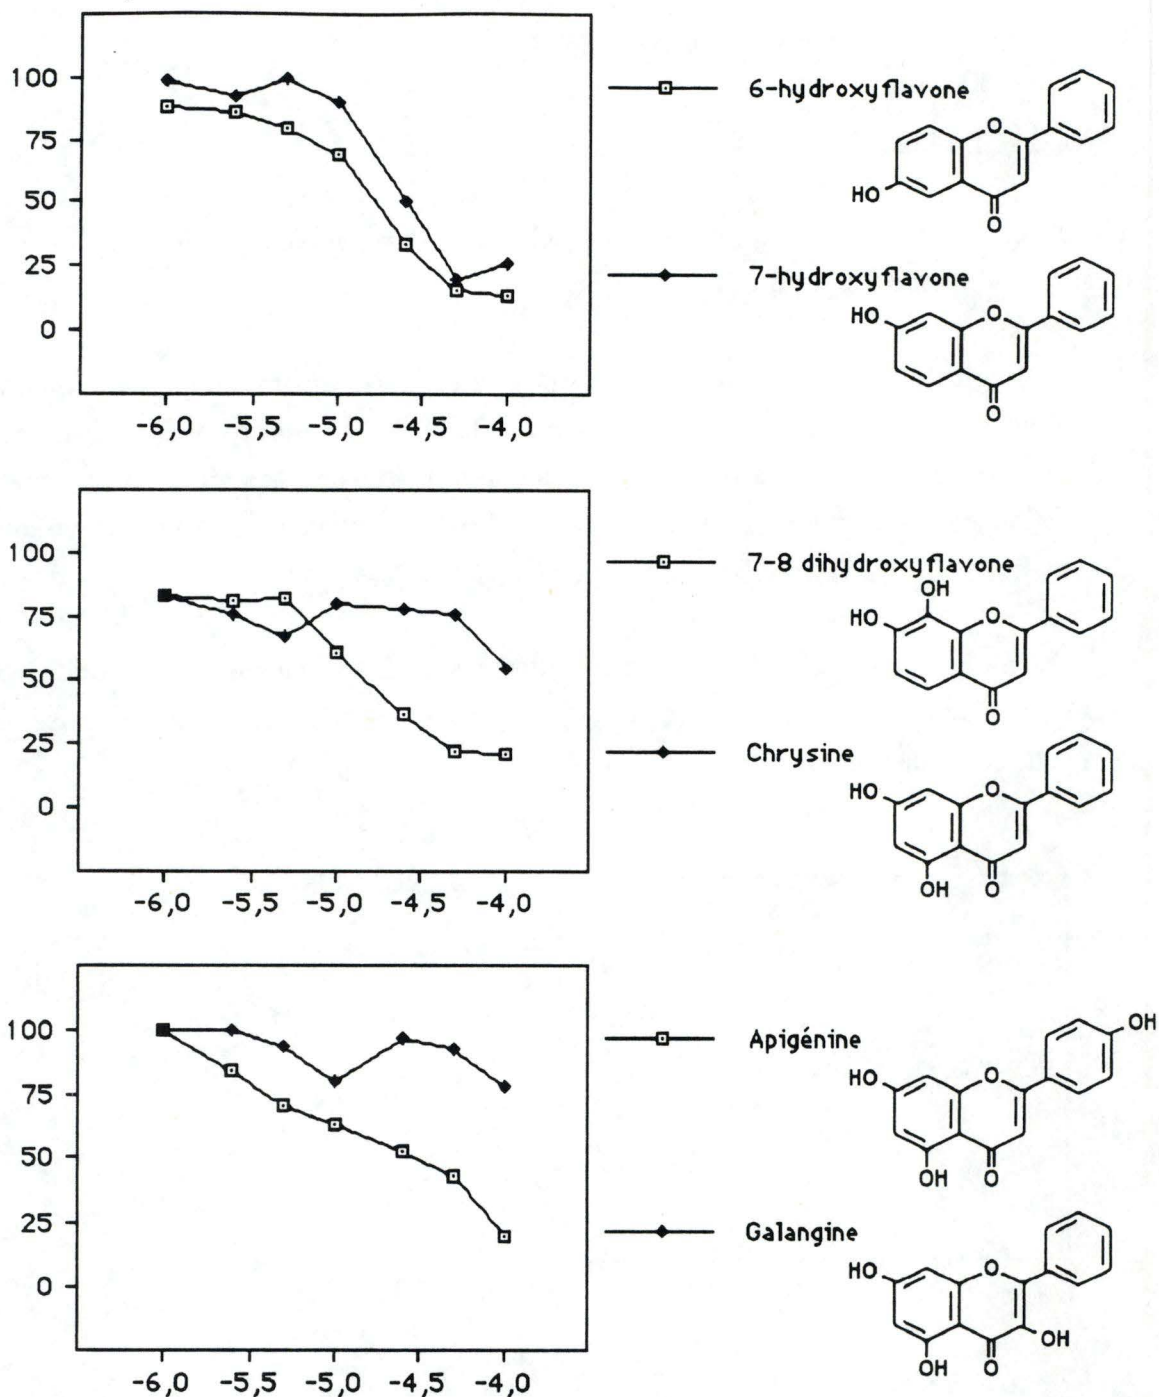 100
75
50
25
0
-6,0 -5,5 -5,0 -4,5 -4,0
6-hydroxyflavone
O
HO
O
7-hydroxyflavone
HO
O
O
100
75
50
25
0
-6,0 -5,5 -5,0 -4,5 -4,0
7-8 dihydroxyflavone
OH
HO
O
O
Chrysine
HO
O
OH
O
100
75
50
25
0
-6,0 -5,5 -5,0 -4,5 -4,0
Apigénine
OH
HO
O
OH
O
Galangine
HO
O
OH
OH
O